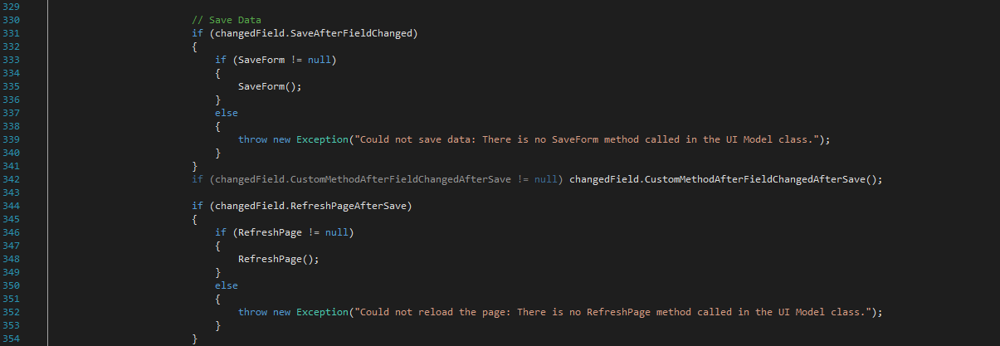 329
330 // Save Data
331 if (changedField.SaveAfterFieldChanged)
332 {
333 if (SaveForm != null)
334 {
335 SaveForm();
336 }
337 else
338 {
339 throw new Exception("Could not save data: There is no SaveForm method called in the UI Model class.");
340 }
341 }
342 if (changedField.CustomMethodAfterFieldChangedAfterSave != null) changedField.CustomMethodAfterFieldChangedAfterSave();
343
344 if (changedField.RefreshPageAfterSave)
345 {
346 if (RefreshPage != null)
347 {
348 RefreshPage();
349 }
350 else
351 {
352 throw new Exception("Could not reload the page: There is no RefreshPage method called in the UI Model class.");
353 }
354 }